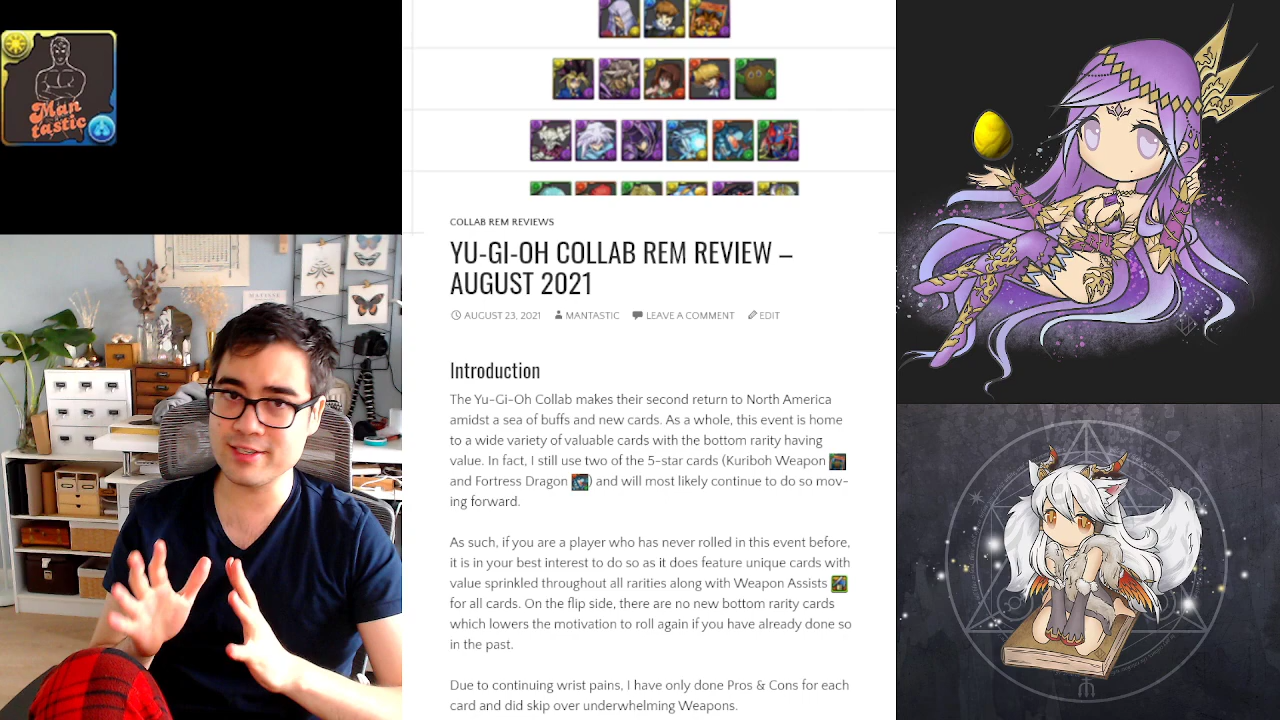 Man
tastic
COLLAB REM REVIEWS
YU-GI-OH COLLAB REM REVIEW –
AUGUST 2021
AUGUST 23, 2021 MANTASTIC LEAVE A COMMENT EDIT
Introduction
The Yu-Gi-Oh Collab makes their second return to North America
amidst a sea of buffs and new cards. As a whole, this event is home
to a wide variety of valuable cards with the bottom rarity having
value. In fact, I still use two of the 5-star cards (Kuriboh Weapon
and Fortress Dragon ) and will most likely continue to do so mov-
ing forward.
As such, if you are a player who has never rolled in this event before,
it is in your best interest to do so as it does feature unique cards with
value sprinkled throughout all rarities along with Weapon Assists
for all cards. On the flip side, there are no new bottom rarity cards
which lowers the motivation to roll again if you have already done so
in the past.
Due to continuing wrist pains, I have only done Pros & Cons for each
card and did skip over underwhelming Weapons.